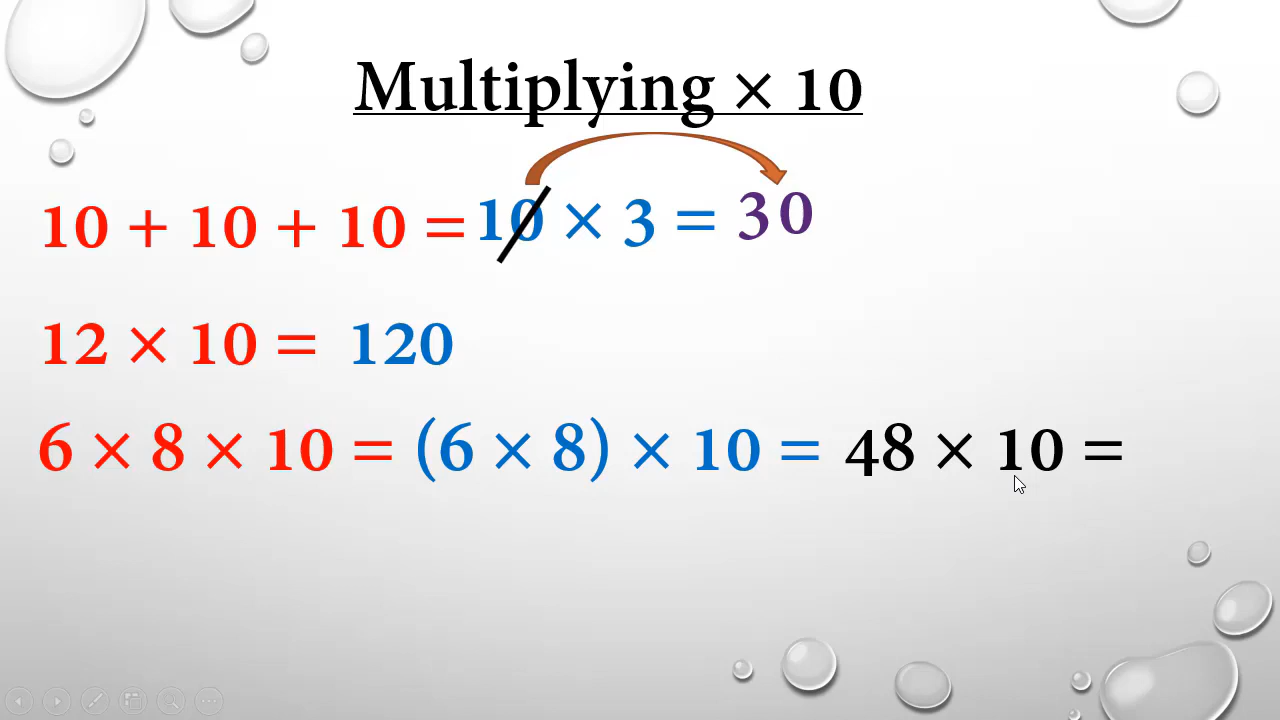 Multiplying × 10
10 + 10 + 10 = 10 × 3 = 30
12 × 10 = 120
6 × 8 × 10 = (6 × 8) × 10 = 48 × 10 =